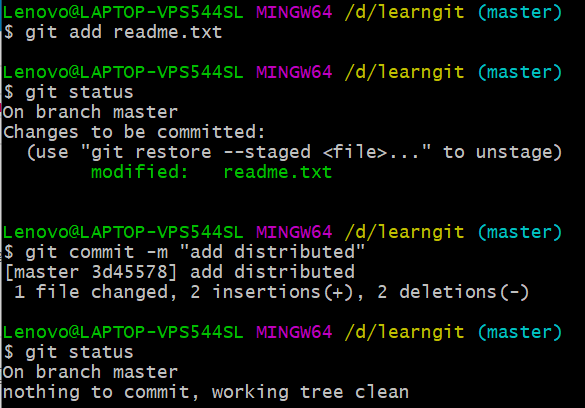 Lenovo@LAPTOP-VPS544SL MINGW64 /d/learngit (master)
$ git add readme.txt
Lenovo@LAPTOP-VPS544SL MINGW64 /d/learngit (master)
$ git status
On branch master
Changes to be committed:
  (use "git restore --staged <file>..." to unstage)
        modified:   readme.txt
Lenovo@LAPTOP-VPS544SL MINGW64 /d/learngit (master)
$ git commit -m "add distributed"
[master 3d45578] add distributed
 1 file changed, 2 insertions(+), 2 deletions(-)
Lenovo@LAPTOP-VPS544SL MINGW64 /d/learngit (master)
$ git status
On branch master
nothing to commit, working tree clean